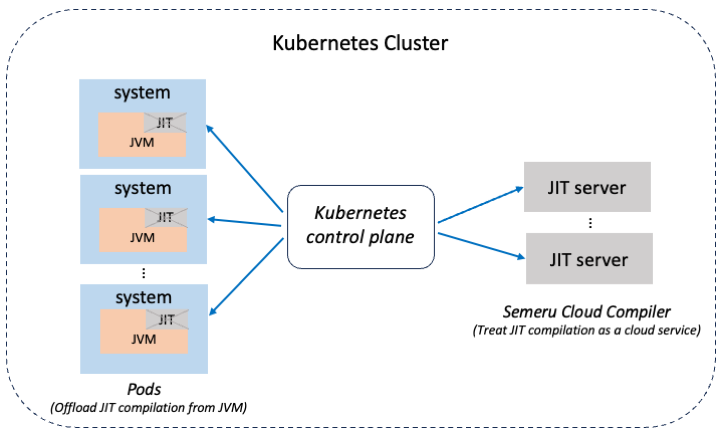 Kubernetes Cluster
system
JIT
JVM
system
JIT
JVM
...
system
JIT
JVM
Pods
(Offload JIT compilation from JVM)
Kubernetes
control plane
JIT server
...
JIT server
Semeru Cloud Compiler
(Treat JIT compilation as a cloud service)